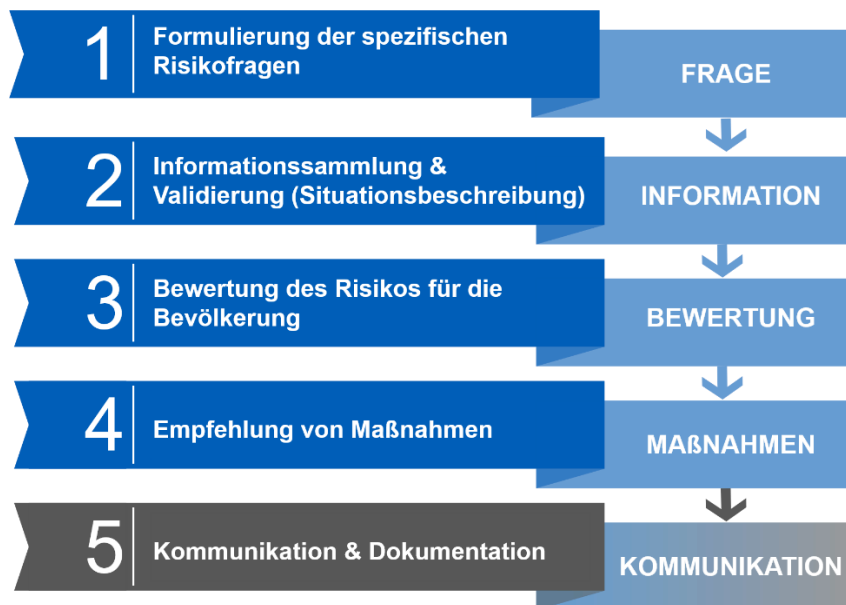 1
Formulierung der spezifischen
Risikofragen
FRAGE
2
Informationssammlung &
Validierung (Situationsbeschreibung)
INFORMATION
3
Bewertung des Risikos für die
Bevölkerung
BEWERTUNG
4
Empfehlung von Maßnahmen
MAßNAHMEN
5
Kommunikation & Dokumentation
KOMMUNIKATION